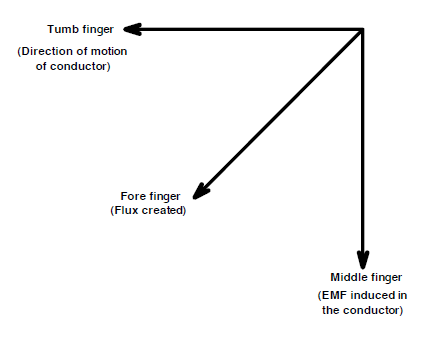 Tumb finger
(Direction of motion
of conductor)
Fore finger
(Flux created)
Middle finger
(EMF induced in
the conductor)